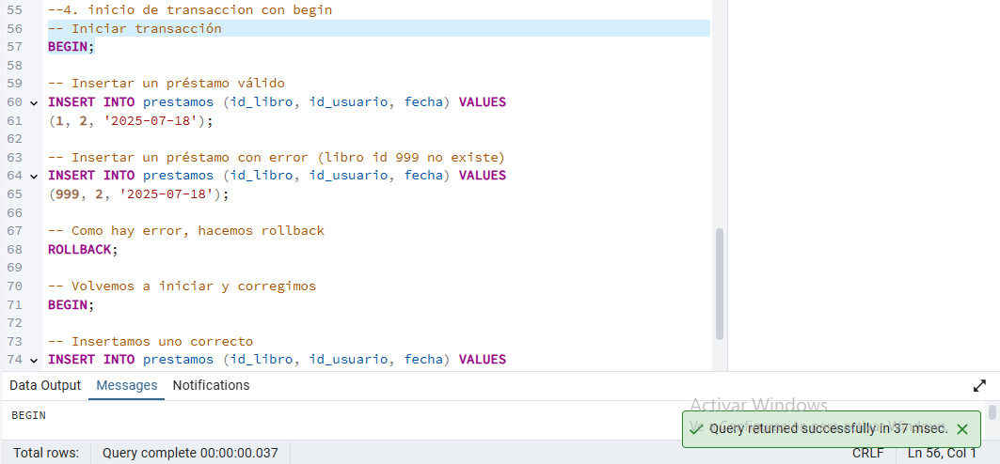 55 --4. inicio de transaccion con begin
56 -- Iniciar transacción
57 BEGIN;
58
59 -- Insertar un préstamo válido
60 INSERT INTO prestamos (id_libro, id_usuario, fecha) VALUES
61 (1, 2, '2025-07-18');
62
63 -- Insertar un préstamo con error (libro id 999 no existe)
64 INSERT INTO prestamos (id_libro, id_usuario, fecha) VALUES
65 (999, 2, '2025-07-18');
66
67 -- Como hay error, hacemos rollback
68 ROLLBACK;
69
70 -- Volvemos a iniciar y corregimos
71 BEGIN;
72
73 -- Insertamos uno correcto
74 INSERT INTO prestamos (id_libro, id_usuario, fecha) VALUES
Data Output Messages Notifications
BEGIN
Activar Windows
Query returned successfully in 37 msec.
Total rows: Query complete 00:00:00.037 CRLF Ln 56, Col 1